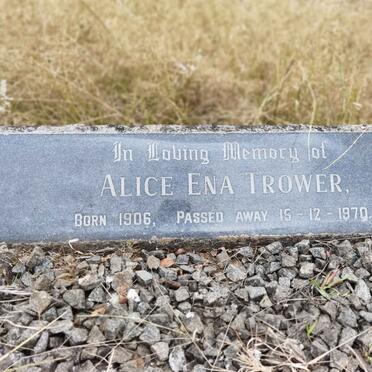 In Loving Memory of
ALICE ENA TROWER,
BORN 1906, PASSED AWAY 15-12-1970.